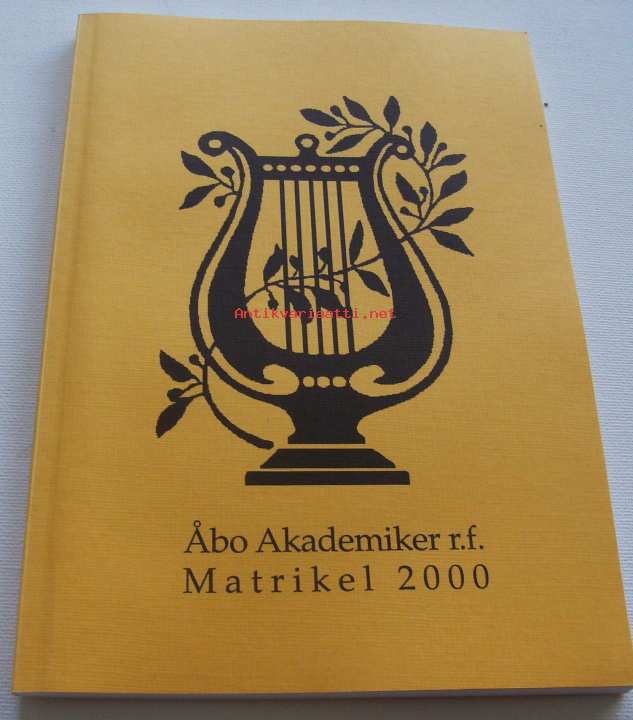 Antikvariaatti.net
Åbo Akademiker r.f.
Matrikel 2000